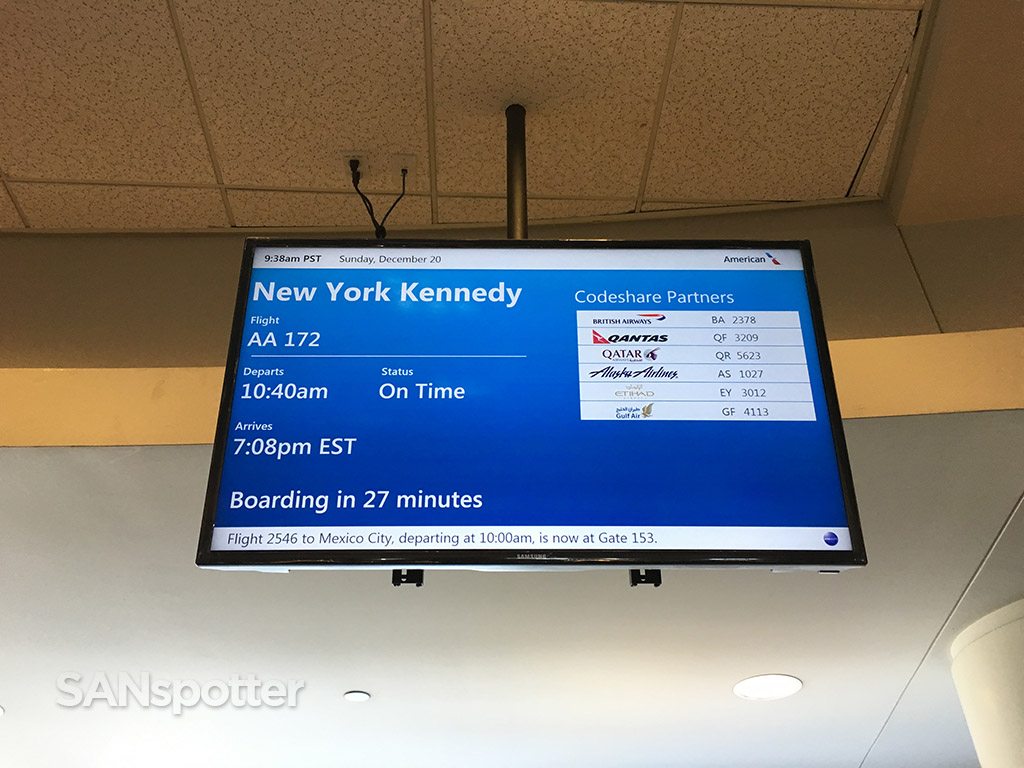 9:38am PST Sunday, December 20 American
New York Kennedy
Flight
AA 172
Departs Status
10:40am On Time
Arrives
7:08pm EST
Boarding in 27 minutes
Codeshare Partners
BRITISH AIRWAYS BA 2378
QANTAS QF 3209
QATAR QR 5623
Alaska Airlines AS 1027
ETIHAD EY 3012
طيران الخليج
Gulf Air GF 4113
Flight 2546 to Mexico City, departing at 10:00am, is now at Gate 153.
SAMSUNG
SANspotter